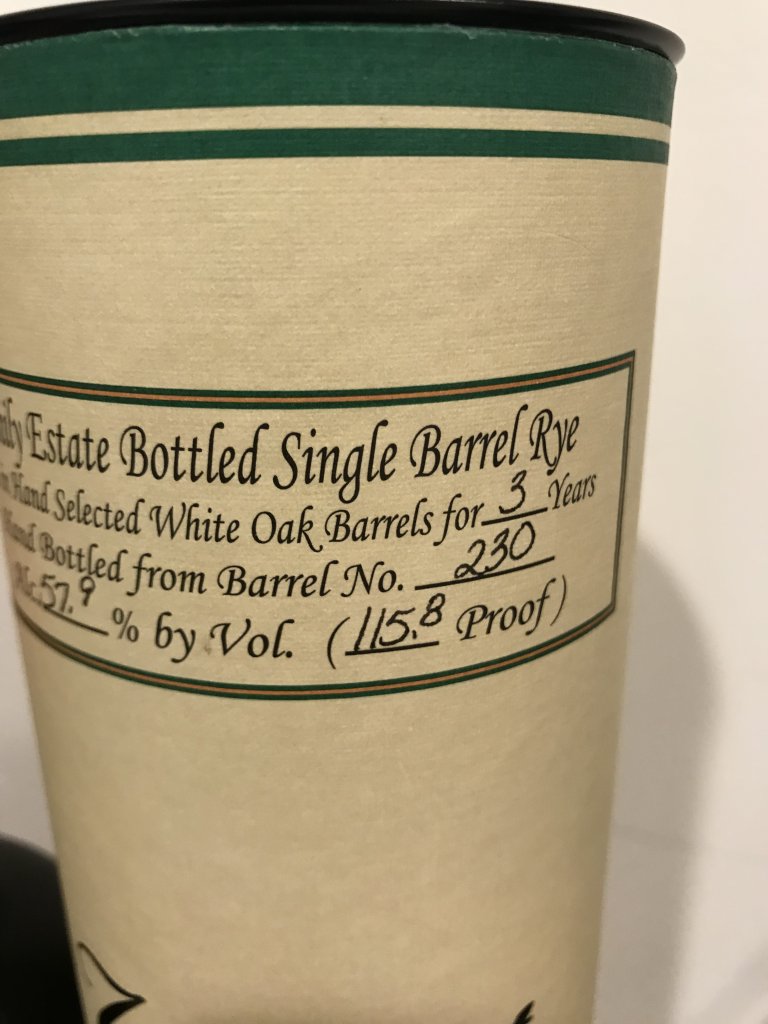 Estate Bottled Single Barrel Rye
Hand Selected White Oak Barrels for 3 Years
Hand Bottled from Barrel No. 230
57.9 % by Vol. (115.8 Proof)